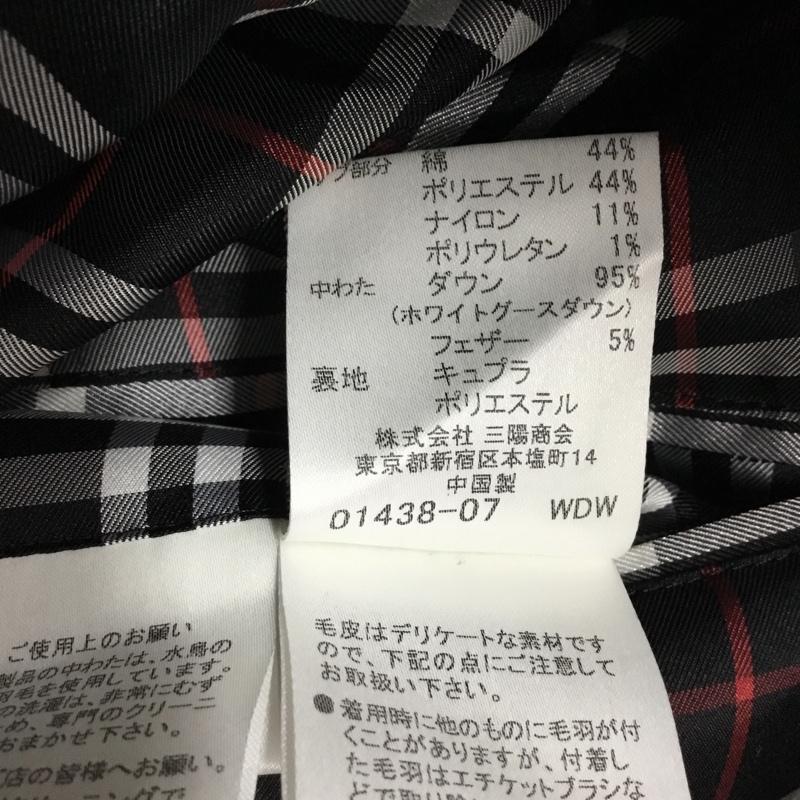 ブ部分 綿 44%
ポリエステル 44%
ナイロン 11%
ポリウレタン 1%
中わた ダウン 95%
(ホワイトグースダウン)
フェザー 5%
裏地 キュプラ
ポリエステル
株式会社 三陽商会
東京都新宿区本塩町14
中国製
01438-07 WDW
ご使用上のお願い
製品の中わたは、水鳥の
羽毛を使用しています。
の洗濯は、非常にむず
め、専門のクリーニ
おまかせ下さい。
店の皆様へお願い。
毛皮はデリケートな素材です
ので、下記の点にご注意して
お取扱い下さい。
●着用時に他のものに毛羽が付
くことがありますが、付着し
た毛羽はエチケットブラシな
どで取り除